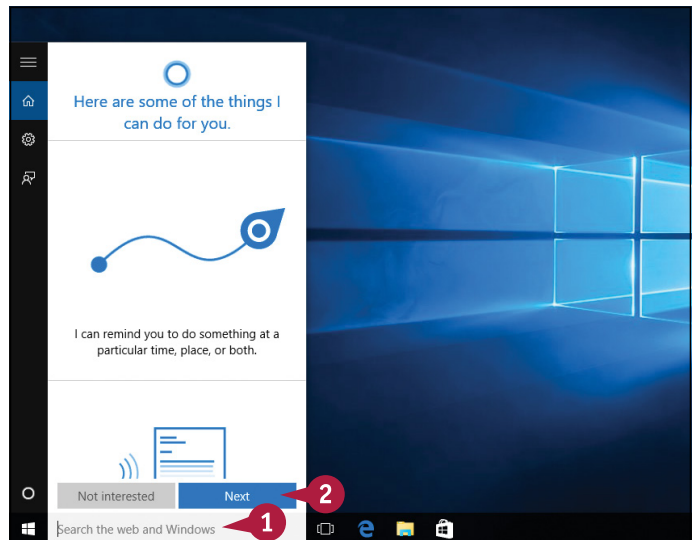 Here are some of the things I
can do for you.
I can remind you to do something at a
particular time, place, or both.
Not interested
Next
2
Search the web and Windows
1